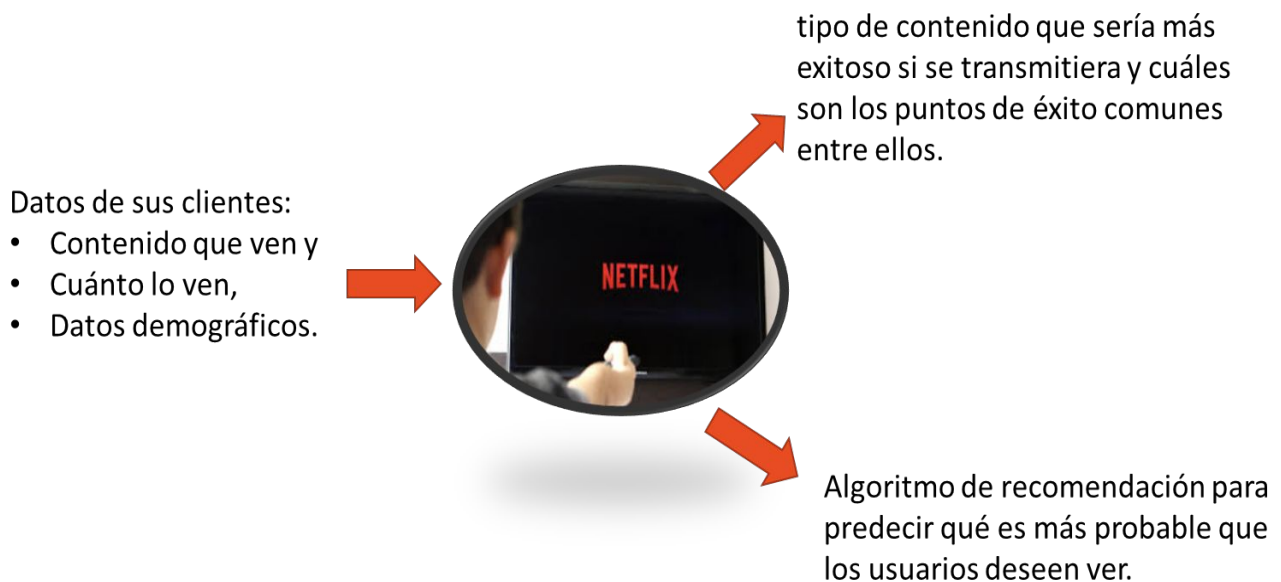 Datos de sus clientes:
• Contenido que ven y
• Cuánto lo ven,
• Datos demográficos.
NETFLIX
tipo de contenido que sería más
exitoso si se transmitiera y cuáles
son los puntos de éxito comunes
entre ellos.
Algoritmo de recomendación para
predecir qué es más probable que
los usuarios deseen ver.